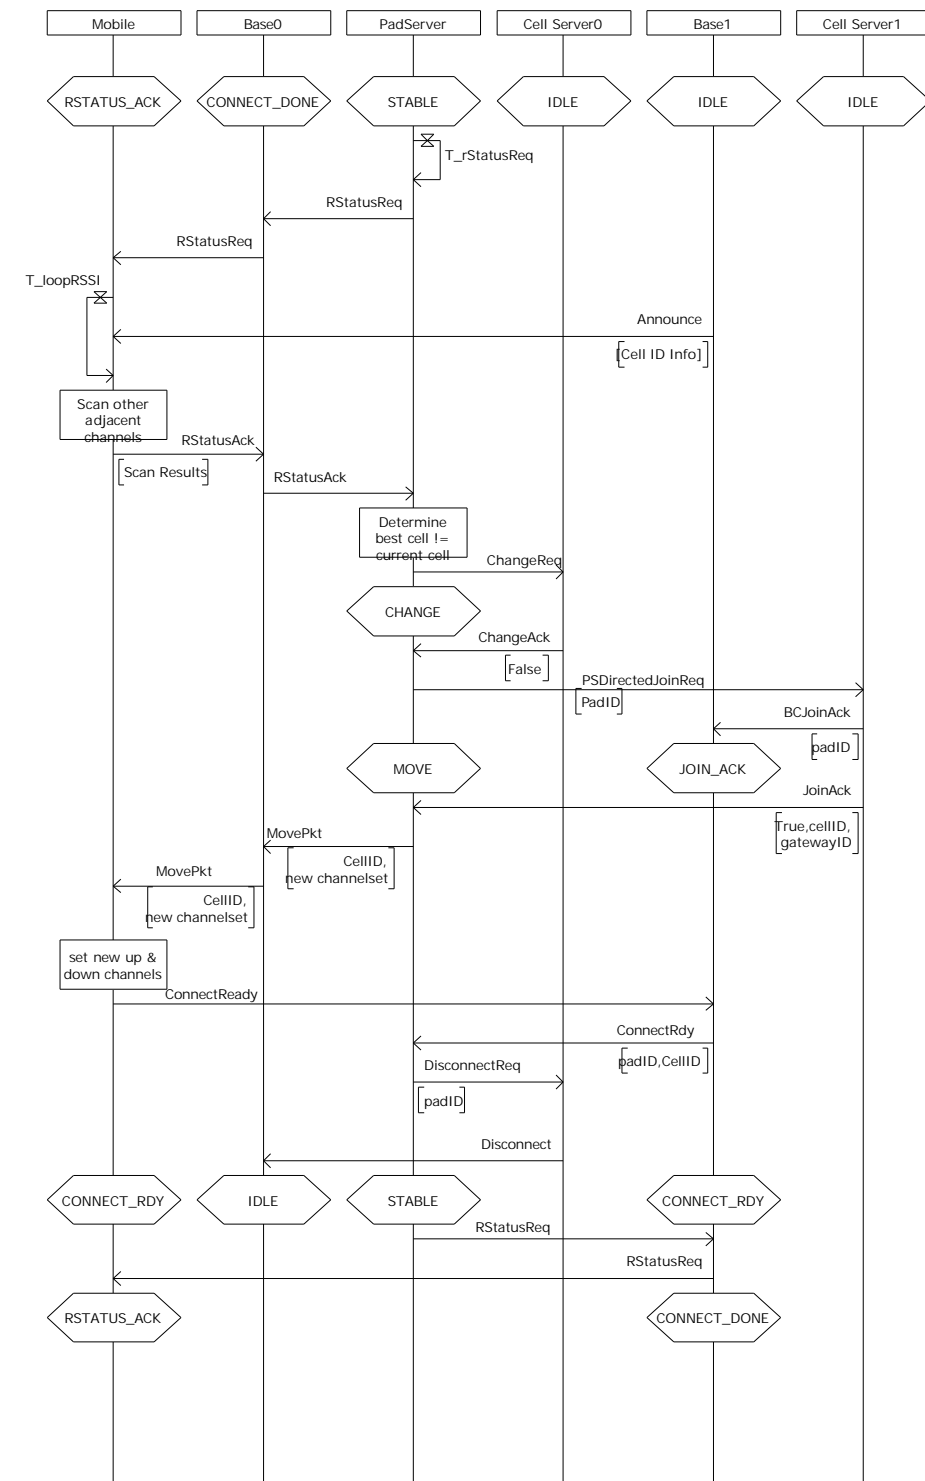 Mobile
Base0
PadServer
Cell Server0
Base1
Cell Server1
RSTATUS_ACK
CONNECT_DONE
STABLE
IDLE
IDLE
IDLE
T_rStatusReq
RStatusReq
RStatusReq
T_loopRSSI
Announce
[Cell ID Info]
Scan other
adjacent
channels
RStatusAck
Scan Results
RStatusAck
Determine
best cell !=
current cell
ChangeReq
CHANGE
ChangeAck
False
PSDirectedJoinReq
PadID
BCJoinAck
padID
MOVE
JOIN_ACK
JoinAck
True,cellID,
gatewayID
MovePkt
CellID,
new channelset
MovePkt
CellID,
new channelset
set new up &
down channels
ConnectReady
ConnectRdy
padID,CellID
DisconnectReq
padID
Disconnect
CONNECT_RDY
IDLE
STABLE
CONNECT_RDY
RStatusReq
RStatusReq
RSTATUS_ACK
CONNECT_DONE